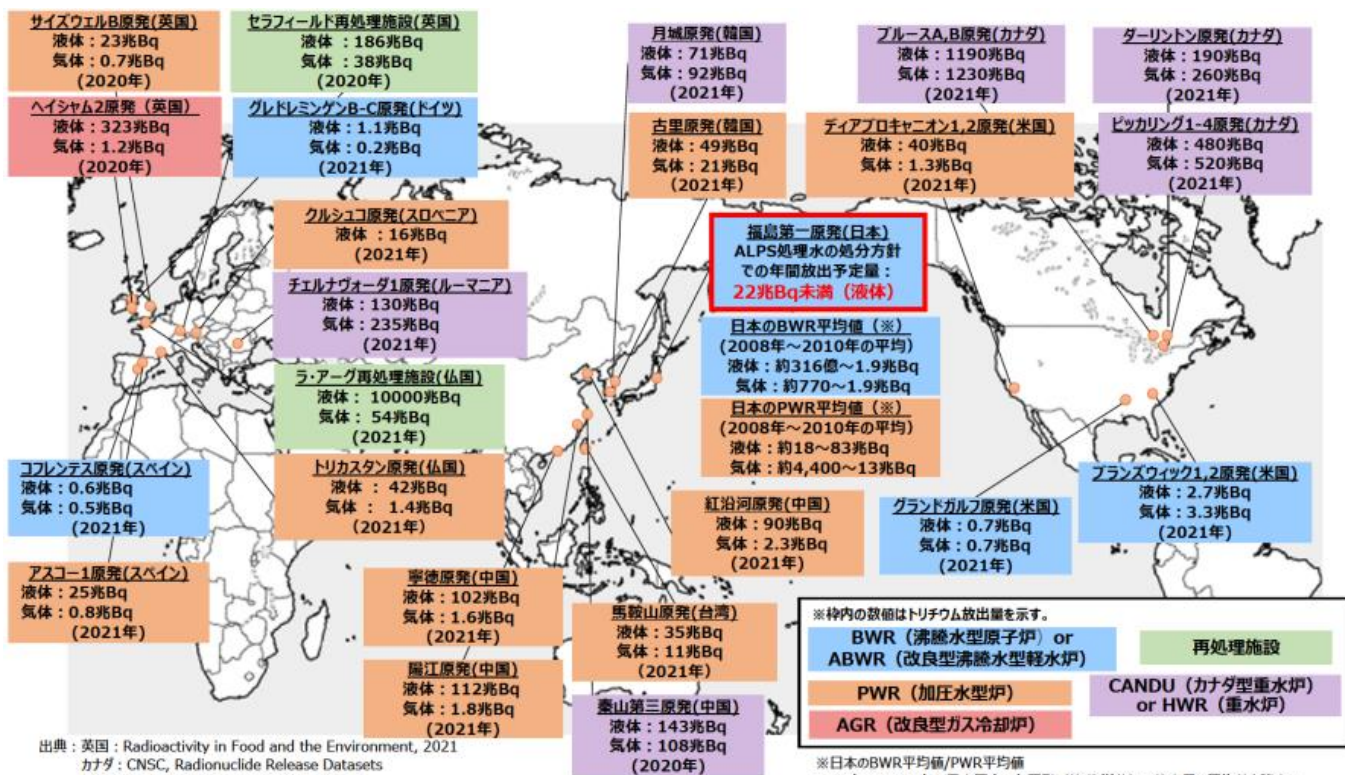 サイズウェルB原発(英国)
液体：23兆Bq
気体：0.7兆Bq
(2020年)
セラフィールド再処理施設(英国)
液体 ：186兆Bq
気体 ：38兆Bq
(2020年)
月城原発(韓国)
液体：71兆Bq
気体：92兆Bq
(2021年)
ブルースA,B原発(カナダ)
液体：1190兆Bq
気体：1230兆Bq
(2021年)
ダーリントン原発(カナダ)
液体：190兆Bq
気体：260兆Bq
(2021年)
ヘイシャム2原発（英国）
液体：323兆Bq
気体：1.2兆Bq
(2020年)
グレドレミンゲンB-C原発(ドイツ)
液体：1.1兆Bq
気体：0.2兆Bq
(2021年)
古里原発(韓国)
液体：49兆Bq
気体：21兆Bq
(2021年)
ディアブロキャニオン1,2原発(米国)
液体：40兆Bq
気体：1.3兆Bq
(2021年)
ピッカリング1-4原発(カナダ)
液体：480兆Bq
気体：520兆Bq
(2021年)
クルシュコ原発(スロベニア)
液体 ：16兆Bq
(2021年)
福島第一原発(日本)
ALPS処理水の処分方針
での年間放出予定量：
22兆Bq未満（液体）
チェルナヴォーダ1原発(ルーマニア)
液体：130兆Bq
気体：235兆Bq
(2021年)
日本のBWR平均値（※）
(2008年～2010年の平均)
液体：約316億～1.9兆Bq
気体：約770～1.9兆Bq
ラ・アーグ再処理施設(仏国)
液体： 10000兆Bq
気体： 54兆Bq
(2021年)
日本のPWR平均値（※）
(2008年～2010年の平均)
液体：約18～83兆Bq
気体：約4,400～13兆Bq
コフレンテス原発(スペイン)
液体：0.6兆Bq
気体：0.5兆Bq
(2021年)
トリカスタン原発(仏国)
液体 ： 42兆Bq
気体 ： 1.4兆Bq
(2021年)
紅沿河原発(中国)
液体：90兆Bq
気体：2.3兆Bq
(2021年)
グランドガルフ原発(米国)
液体：0.7兆Bq
気体：0.7兆Bq
(2021年)
ブランズウィック1,2原発(米国)
液体：2.7兆Bq
気体：3.3兆Bq
(2021年)
アスコー1原発(スペイン)
液体：25兆Bq
気体：0.8兆Bq
(2021年)
寧徳原発(中国)
液体：102兆Bq
気体：1.6兆Bq
(2021年)
馬鞍山原発(台湾)
液体：35兆Bq
気体：11兆Bq
(2021年)
陽江原発(中国)
液体：112兆Bq
気体：1.8兆Bq
(2021年)
秦山第三原発(中国)
液体：143兆Bq
気体：108兆Bq
(2020年)
※枠内の数値はトリチウム放出量を示す。
BWR（沸騰水型原子炉）or
ABWR（改良型沸騰水型軽水炉）
再処理施設
PWR（加圧水型炉）
CANDU（カナダ型重水炉）
or HWR（重水炉）
AGR（改良型ガス冷却炉）
出典：英国：Radioactivity in Food and the Environment, 2021
カナダ：CNSC, Radionuclide Release Datasets
※日本のBWR平均値/PWR平均値